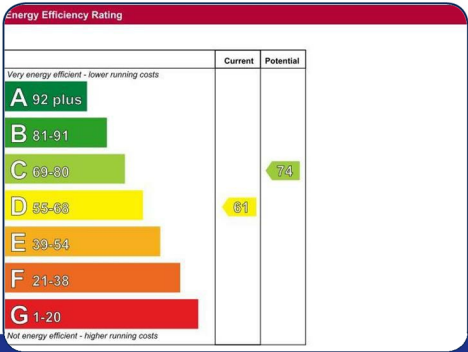 Energy Efficiency Rating
Current Potential
Very energy efficient - lower running costs
A 92 plus
B 81-91
C 69-80
74
D 55-68
61
E 39-54
F 21-38
G 1-20
Not energy efficient - higher running costs